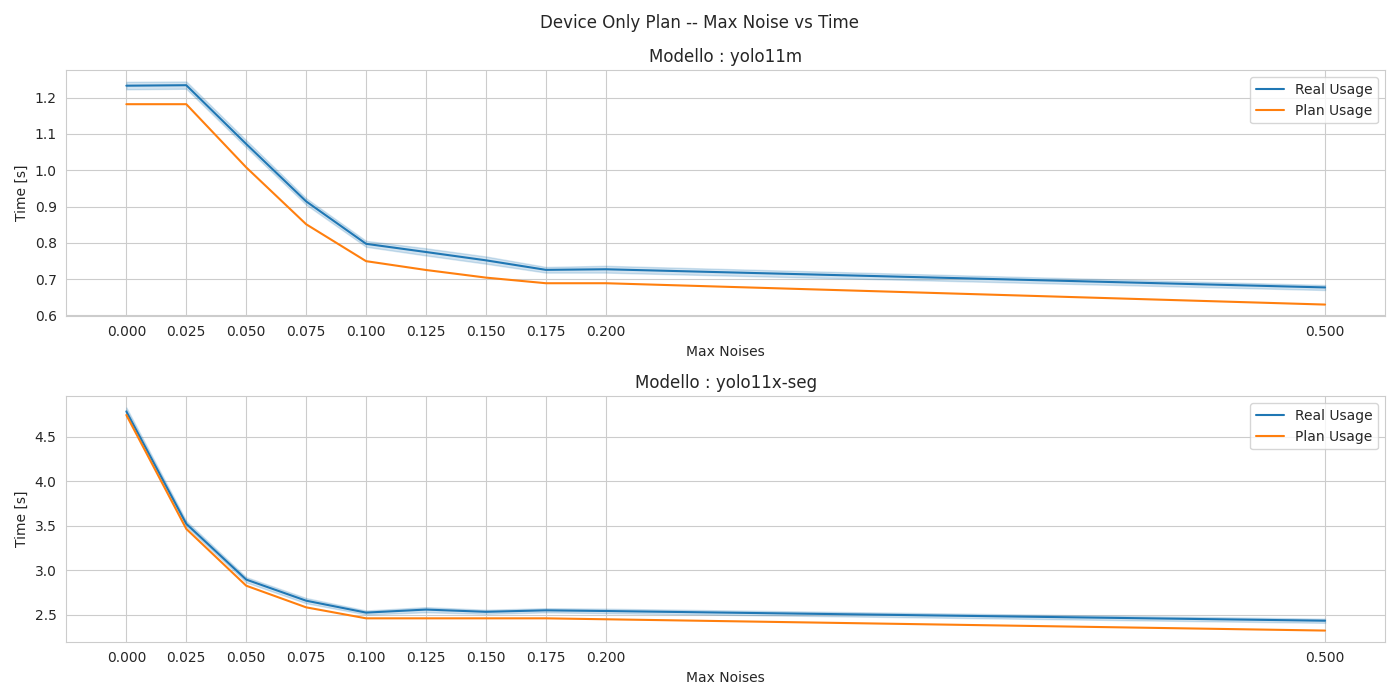 Device Only Plan -- Max Noise vs Time
Modello : yolo11m
Real Usage
Plan Usage
Time [s]
1.2
1.1
1.0
0.9
0.8
0.7
0.6
0.000 0.025 0.050 0.075 0.100 0.125 0.150 0.175 0.200 0.500
Max Noises
Modello : yolo11x-seg
Real Usage
Plan Usage
Time [s]
4.5
4.0
3.5
3.0
2.5
0.000 0.025 0.050 0.075 0.100 0.125 0.150 0.175 0.200 0.500
Max Noises